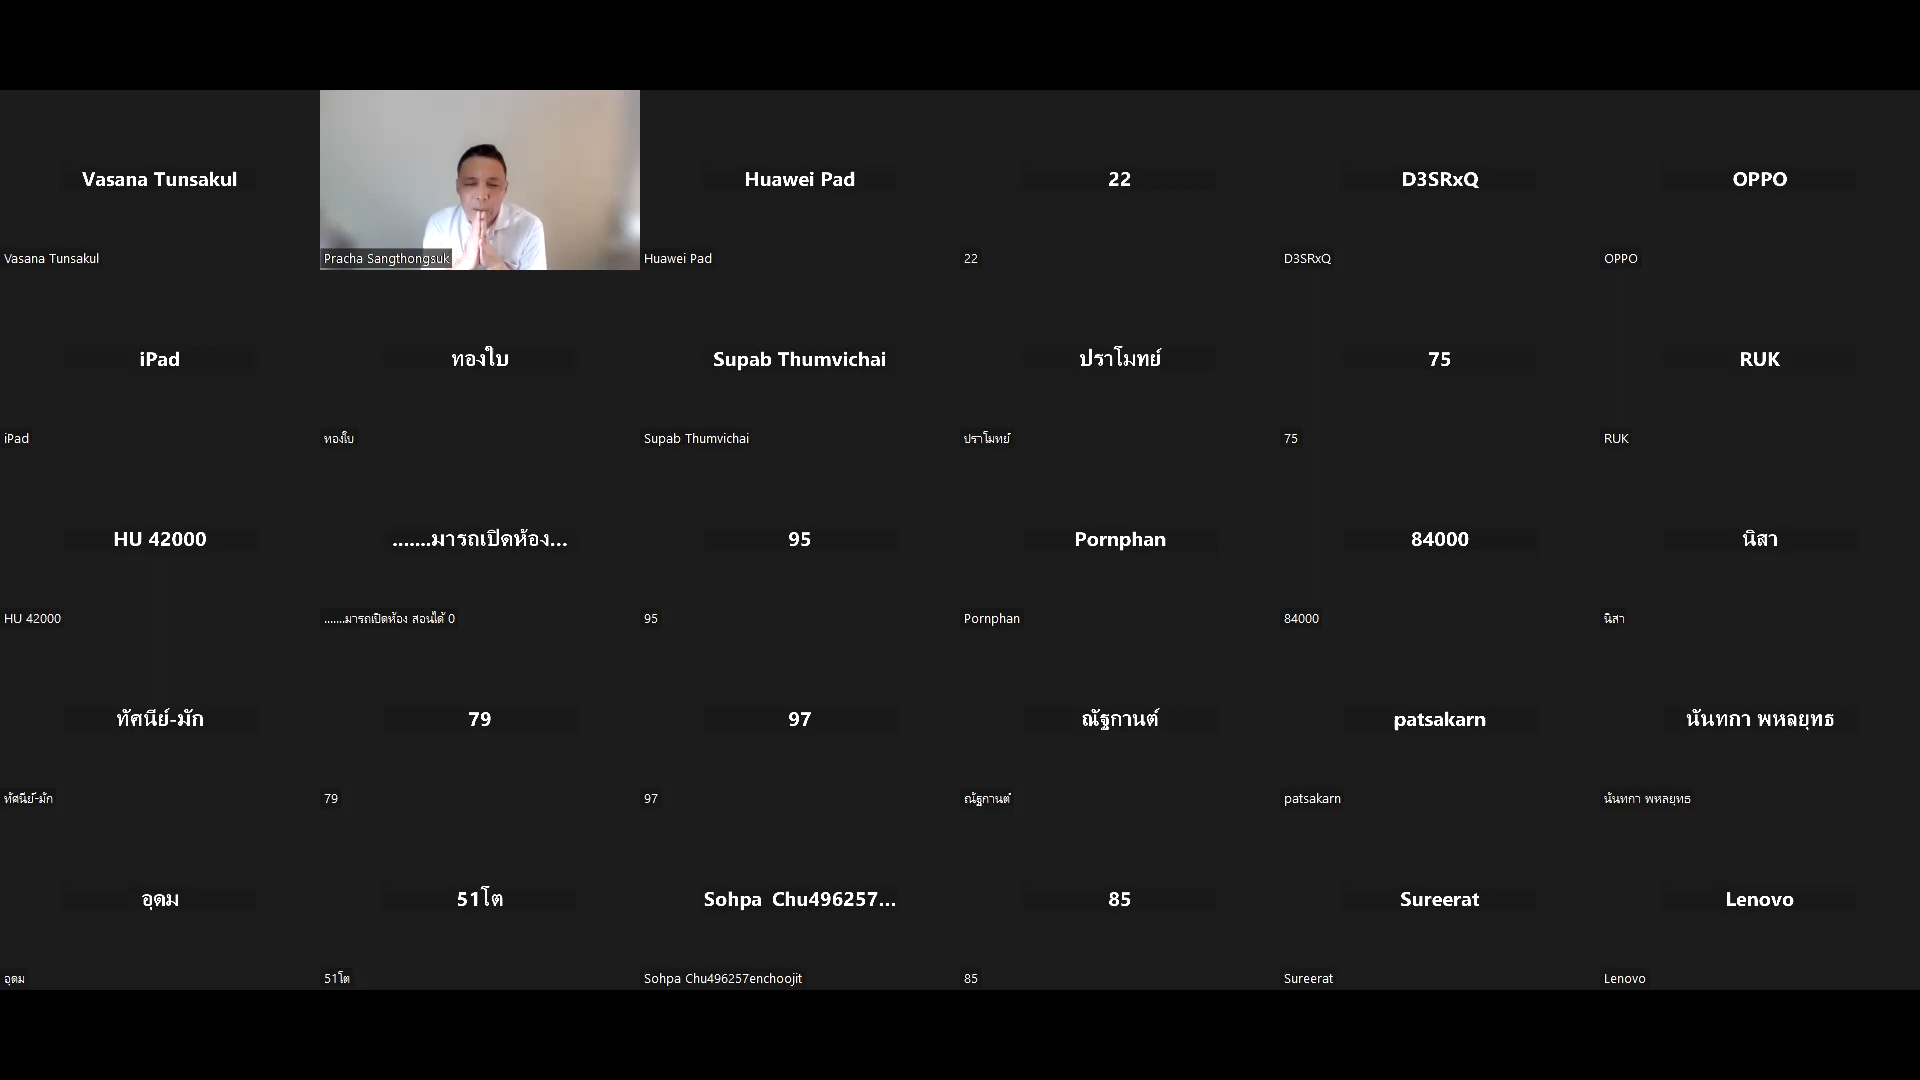 Vasana Tunsakul
Huawei Pad
22
D3SRxQ
OPPO
Vasana Tunsakul
Pracha Sangthongsuk
Huawei Pad
22
D3SRxQ
OPPO
iPad
ทองใบ
Supab Thumvichai
ปราโมทย์
75
RUK
iPad
ทองใบ
Supab Thumvichai
ปราโมทย์
75
RUK
HU 42000
.......มารถเปิดห้อง...
95
Pornphan
84000
นิสา
HU 42000
.......มารถเปิดห้อง สอนได้ 0
95
Pornphan
84000
นิสา
ทัศนีย์-มัก
79
97
ณัฐกานต์
patsakarn
นันทกา พหลยุทธ
ทัศนีย์-มัก
79
97
ณัฐกานต์
patsakarn
นันทกา พหลยุทธ
อุดม
51โต
Sohpa Chu496257...
85
Sureerat
Lenovo
อุดม
51โต
Sohpa Chu496257enchoojit
85
Sureerat
Lenovo